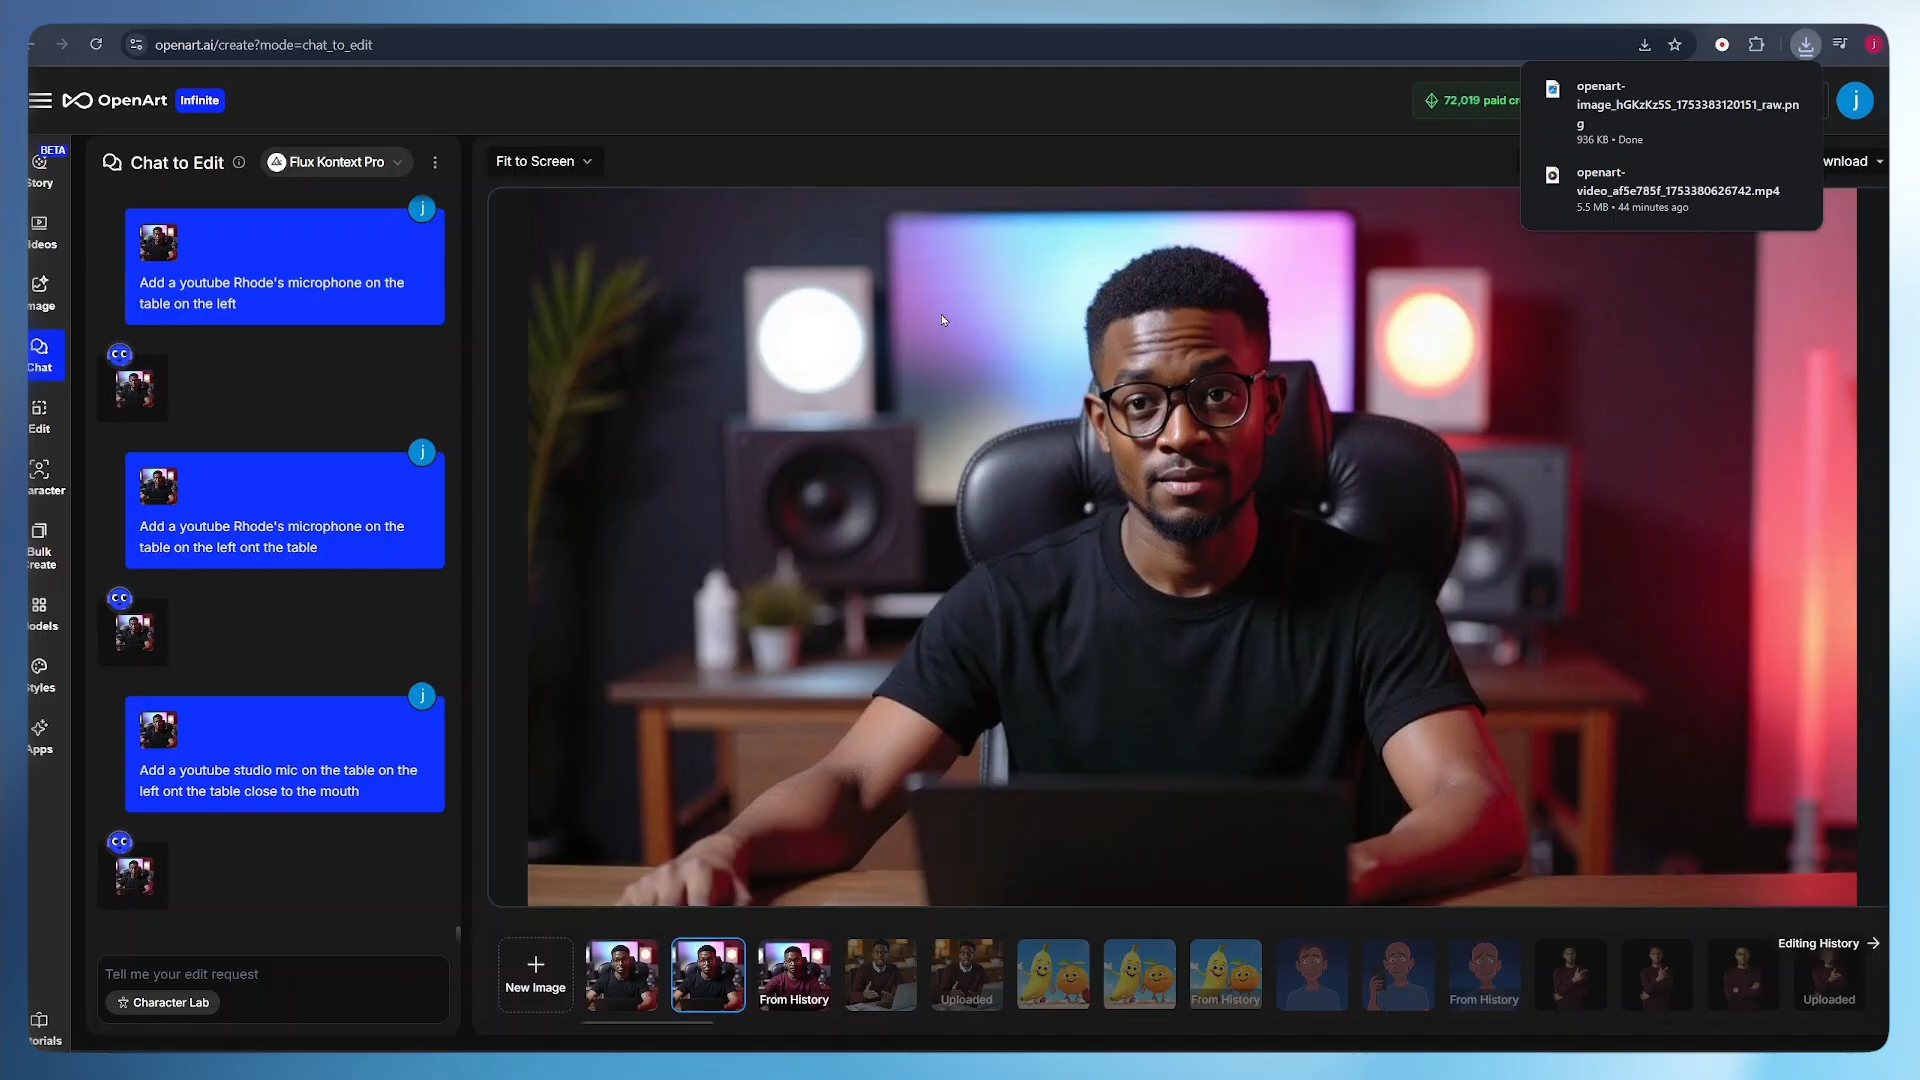 openart.ai/create?mode=chat_to_edit
j
OpenArt
Infinite
72,019 paid cr
j
openart-
image_hGKzKz5S_1753383120151_raw.pn
g
936 KB • Done
openart-
video_af5e785f_1753380626742.mp4
5.5 MB • 44 minutes ago
wnload
BETA
Story
ideos
mage
Chat
Edit
aracter
Bulk
reate
odels
tyles
Apps
torials
Chat to Edit
Flux Kontext Pro
Fit to Screen
j
Add a youtube Rhode's microphone on the
table on the left
j
Add a youtube Rhode's microphone on the
table on the left ont the table
j
Add a youtube studio mic on the table on the
left ont the table close to the mouth
Tell me your edit request
Character Lab
New Image
From History
Uploaded
From History
From History
Uploaded
Editing History